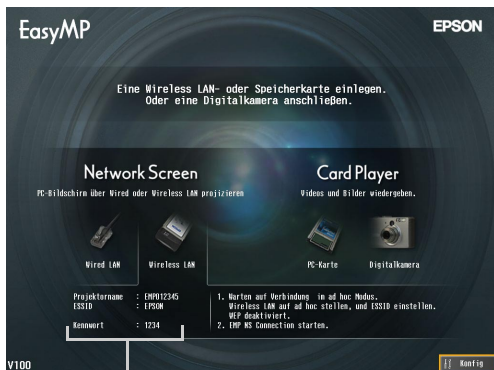 EasyMP
EPSON
Eine Wireless LAN- oder Speicherkarte einlegen.
Oder eine Digitalkamera anschließen.
Network Screen
PC-Bildschirm über Wired oder Wireless LAN projizieren
Card Player
Videos und Bilder wiedergeben.
Wired LAN
Wireless LAN
PC-Karte
Digitalkamera
Projektorname : EMPD12345
ESSID : EPSON
Kennwort : 1234
1. Warten auf Verbindung in ad hoc Modus.
Wireless LAN auf ad hoc stellen, und ESSID einstellen.
WEP deaktiviert.
2. EMP NS Connection starten.
V100
Konfig